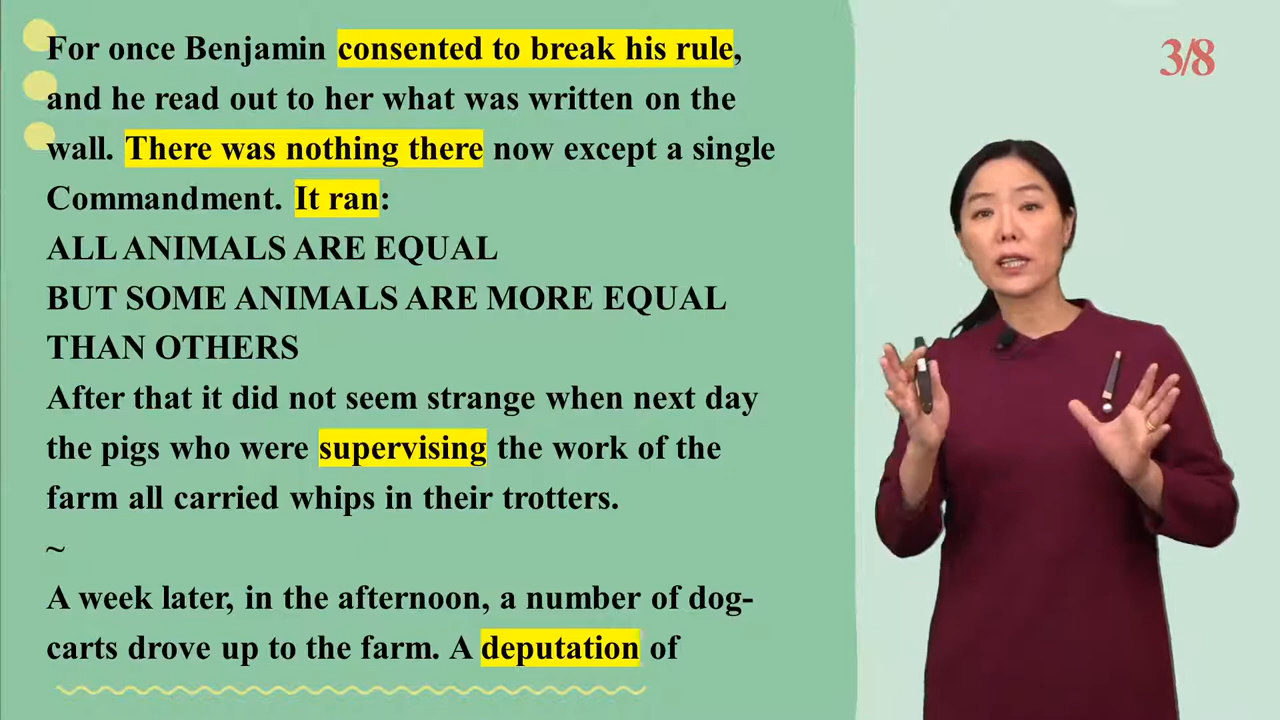 For once Benjamin consented to break his rule,
and he read out to her what was written on the
wall. There was nothing there now except a single
Commandment. It ran:
ALL ANIMALS ARE EQUAL
BUT SOME ANIMALS ARE MORE EQUAL
THAN OTHERS
After that it did not seem strange when next day
the pigs who were supervising the work of the
farm all carried whips in their trotters.
~
A week later, in the afternoon, a number of dog-
carts drove up to the farm. A deputation of
3/8